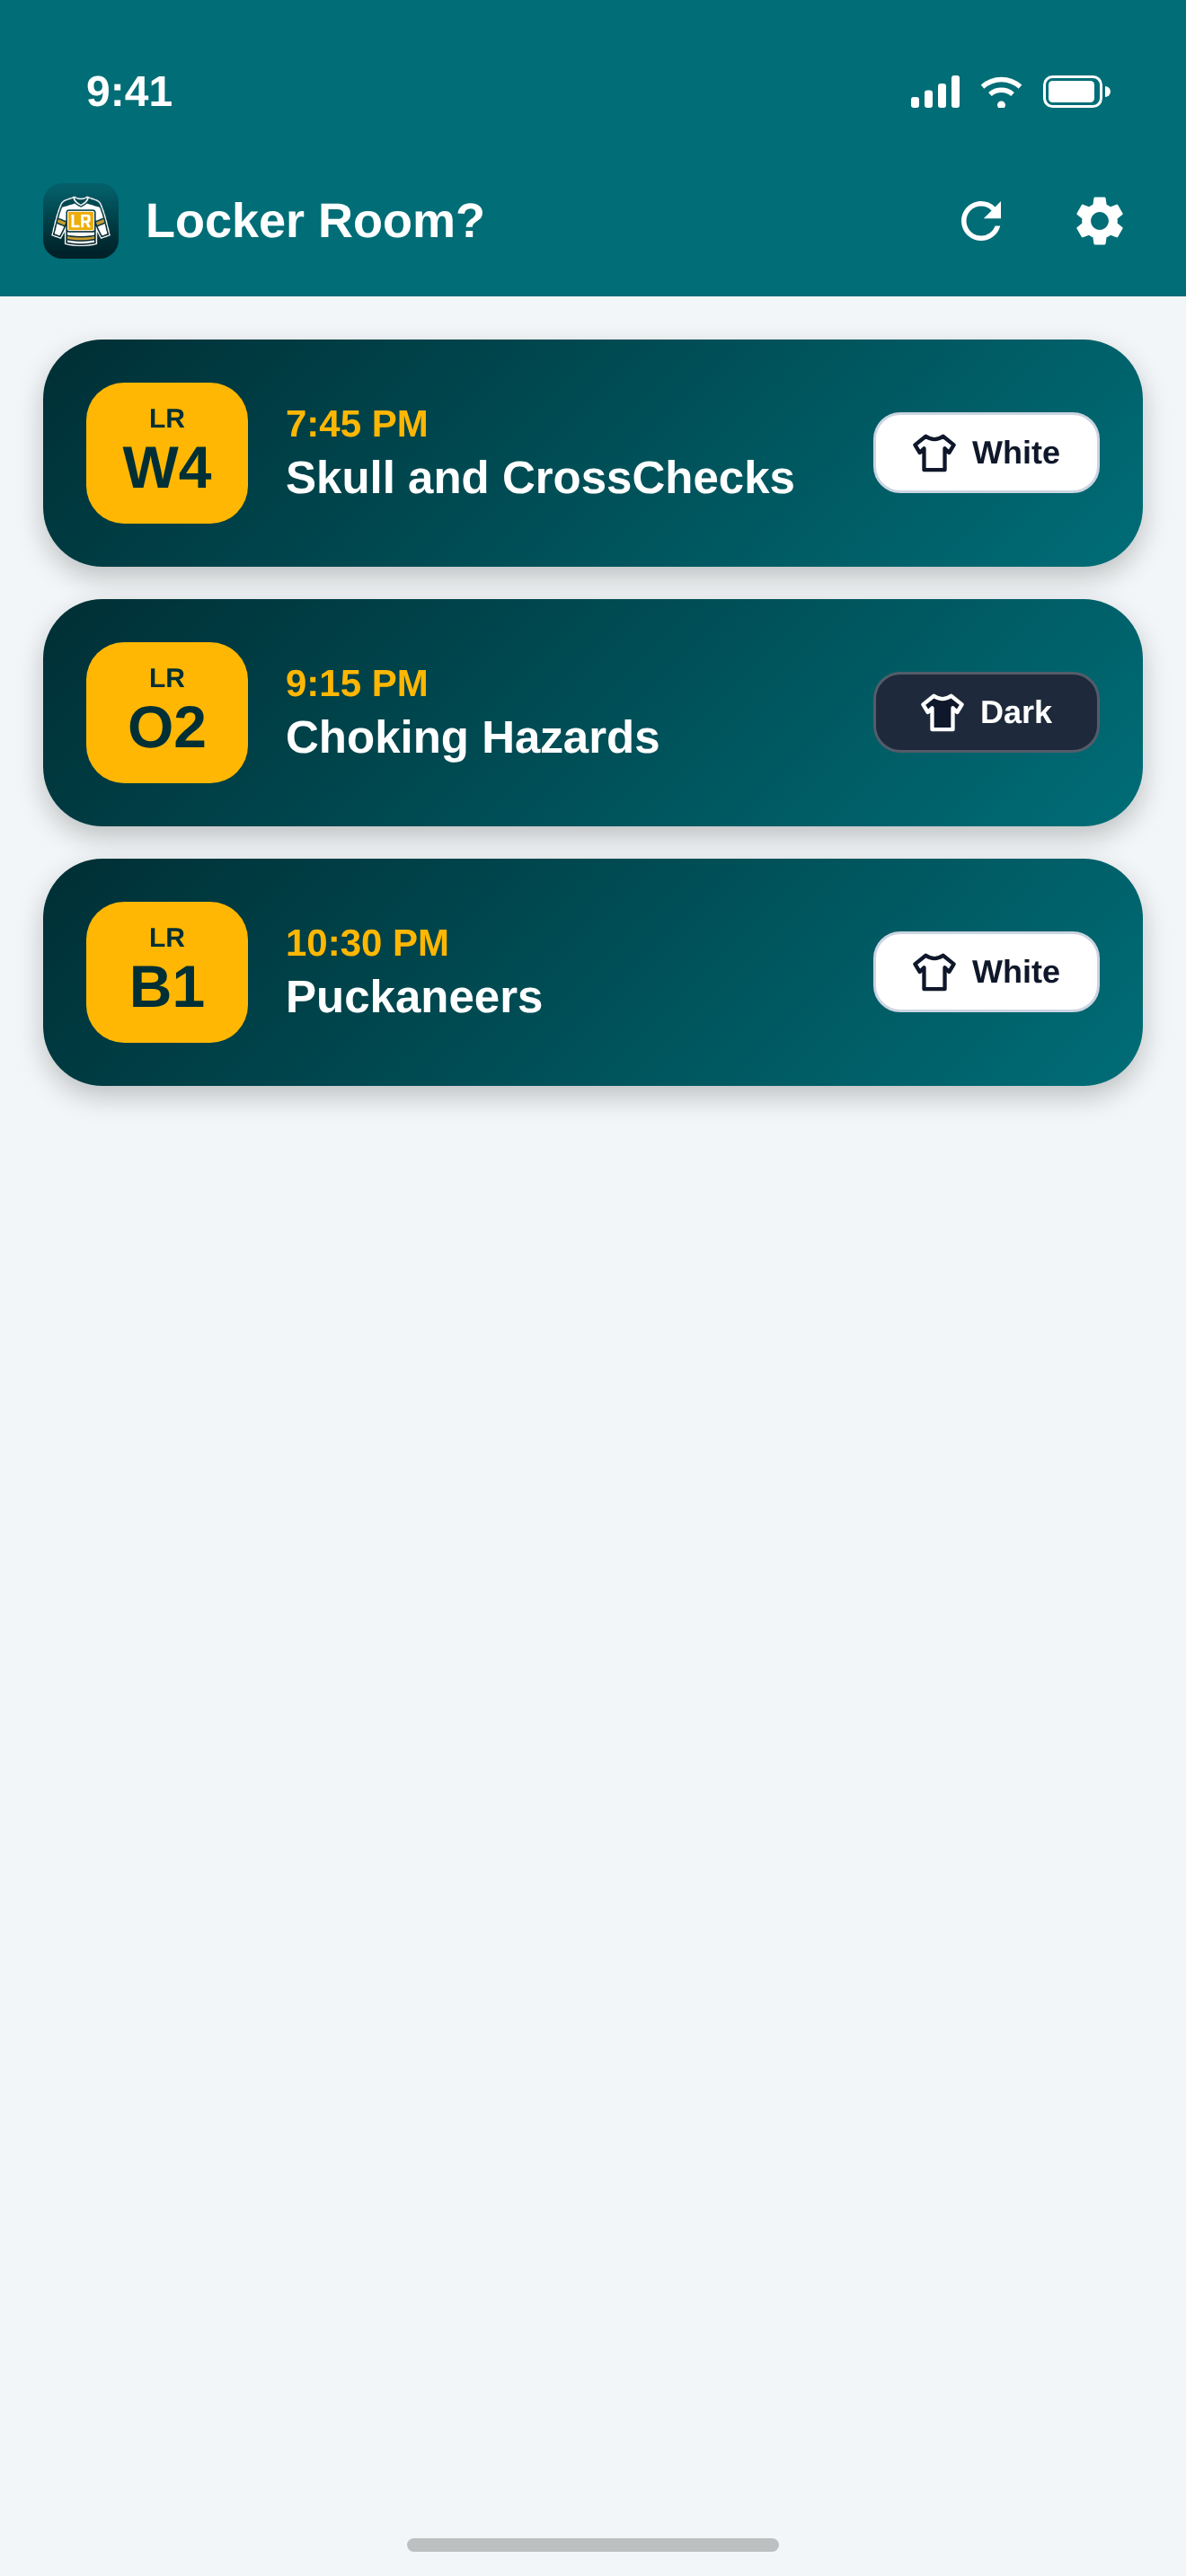 9:41
LR
Locker Room?
LR
W4
7:45 PM
Skull and CrossChecks
White
LR
O2
9:15 PM
Choking Hazards
Dark
LR
B1
10:30 PM
Puckaneers
White